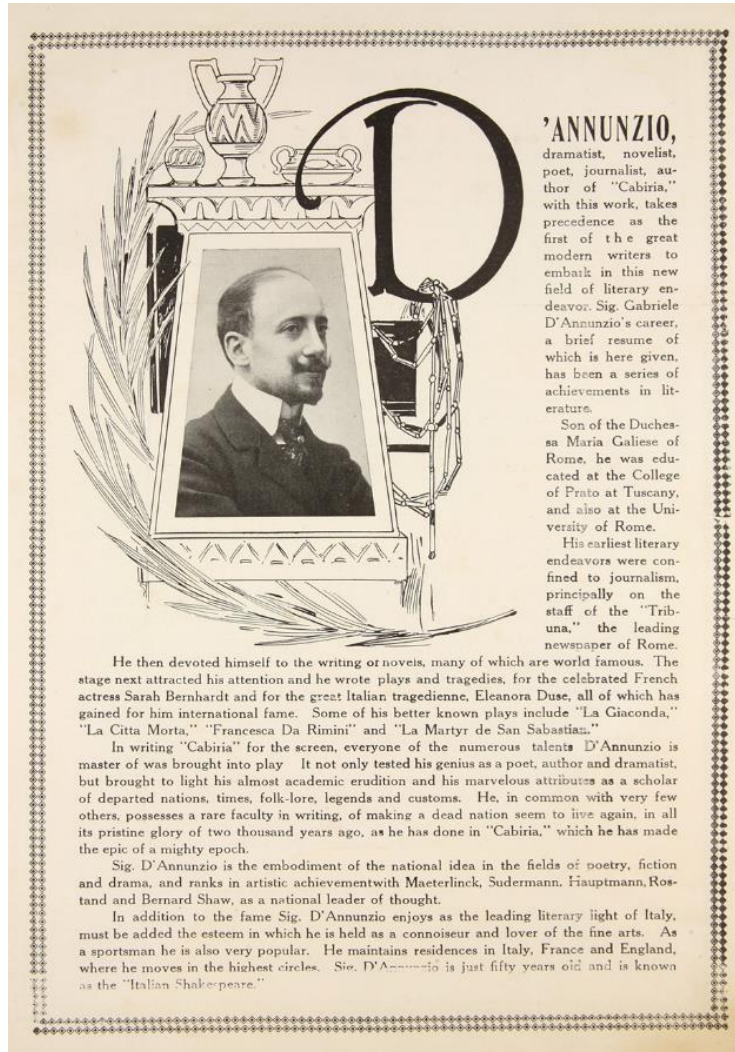 D'ANNUNZIO,
dramatist, novelist,
poet, journalist, au-
thor of "Cabiria,"
with this work, takes
precedence as the
first of the great
modern writers to
embark in this new
field of literary en-
deavor. Sig. Gabriele
D'Annunzio's career,
a brief resume of
which is here given,
has been a series of
achievements in lit-
erature.
Son of the Duches-
sa Maria Galiese of
Rome, he was edu-
cated at the College
of Prato at Tuscany,
and also at the Uni-
versity of Rome.
His earliest literary
endeavors were con-
fined to journalism,
principally on the
staff of the "Trib-
una," the leading
newspaper of Rome.
He then devoted himself to the writing of novels, many of which are world famous. The
stage next attracted his attention and he wrote plays and tragedies, for the celebrated French
actress Sarah Bernhardt and for the great Italian tragedienne, Eleanora Duse, all of which has
gained for him international fame. Some of his better known plays include "La Giaconda,"
"La Citta Morta," "Francesca Da Rimini" and "La Martyr de San Sabastian."
In writing "Cabiria" for the screen, everyone of the numerous talents D'Annunzio is
master of was brought into play It not only tested his genius as a poet, author and dramatist,
but brought to light his almost academic erudition and his marvelous attributes as a scholar
of departed nations, times, folk-lore, legends and customs. He, in common with very few
others, possesses a rare faculty in writing, of making a dead nation seem to live again, in all
its pristine glory of two thousand years ago, as he has done in "Cabiria," which he has made
the epic of a mighty epoch.
Sig. D'Annunzio is the embodiment of the national idea in the fields of poetry, fiction
and drama, and ranks in artistic achievementwith Maeterlinck, Sudermann, Hauptmann, Ros-
tand and Bernard Shaw, as a national leader of thought.
In addition to the fame Sig. D'Annunzio enjoys as the leading literary light of Italy,
must be added the esteem in which he is held as a connoiseur and lover of the fine arts. As
a sportsman he is also very popular. He maintains residences in Italy, France and England,
where he moves in the highest circles. Sig. D'Annunzio is just fifty years old and is known
as the "Italian Shakespeare."